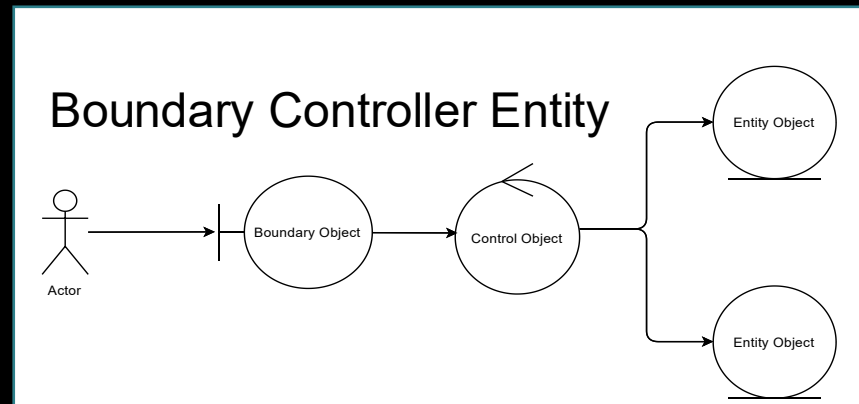 Boundary Controller Entity
Entity Object
Boundary Object
Control Object
Actor
Entity Object